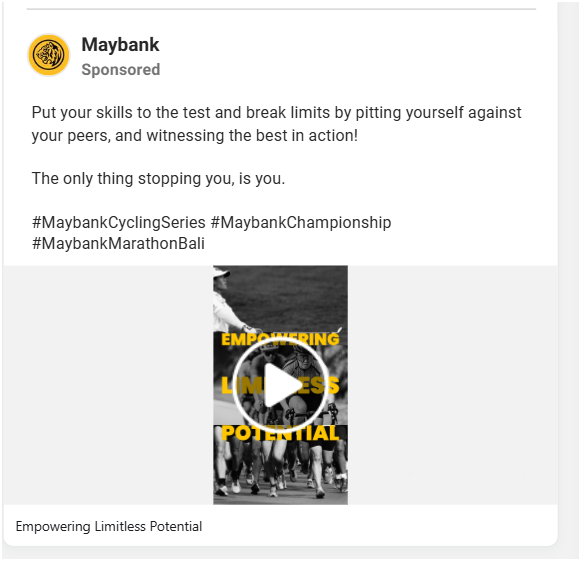 Maybank
Sponsored
Put your skills to the test and break limits by pitting yourself against
your peers, and witnessing the best in action!
The only thing stopping you, is you.
#MaybankCyclingSeries #MaybankChampionship
#MaybankMarathonBali
EMPOWERING
LIMITLESS
POTENTIAL
Empowering Limitless Potential